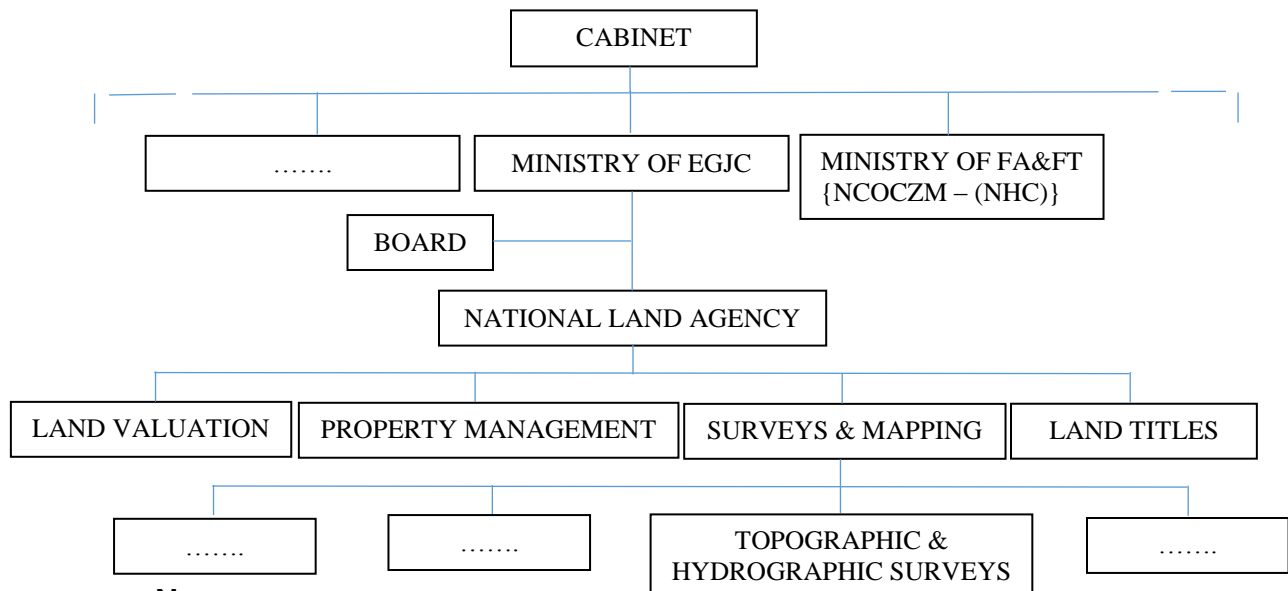 CABINET
…….
MINISTRY OF EGJC
MINISTRY OF FA&FT
{NCOCZM – (NHC)}
BOARD
NATIONAL LAND AGENCY
LAND VALUATION
PROPERTY MANAGEMENT
SURVEYS & MAPPING
LAND TITLES
…….
…….
TOPOGRAPHIC &
HYDROGRAPHIC SURVEYS
…….